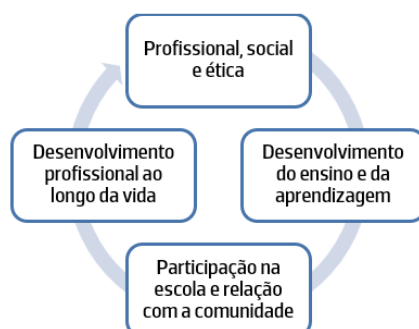 Profissional, social
e ética
Desenvolvimento
do ensino e da
aprendizagem
Participação na
escola e relação
com a comunidade
Desenvolvimento
profissional ao
longo da vida